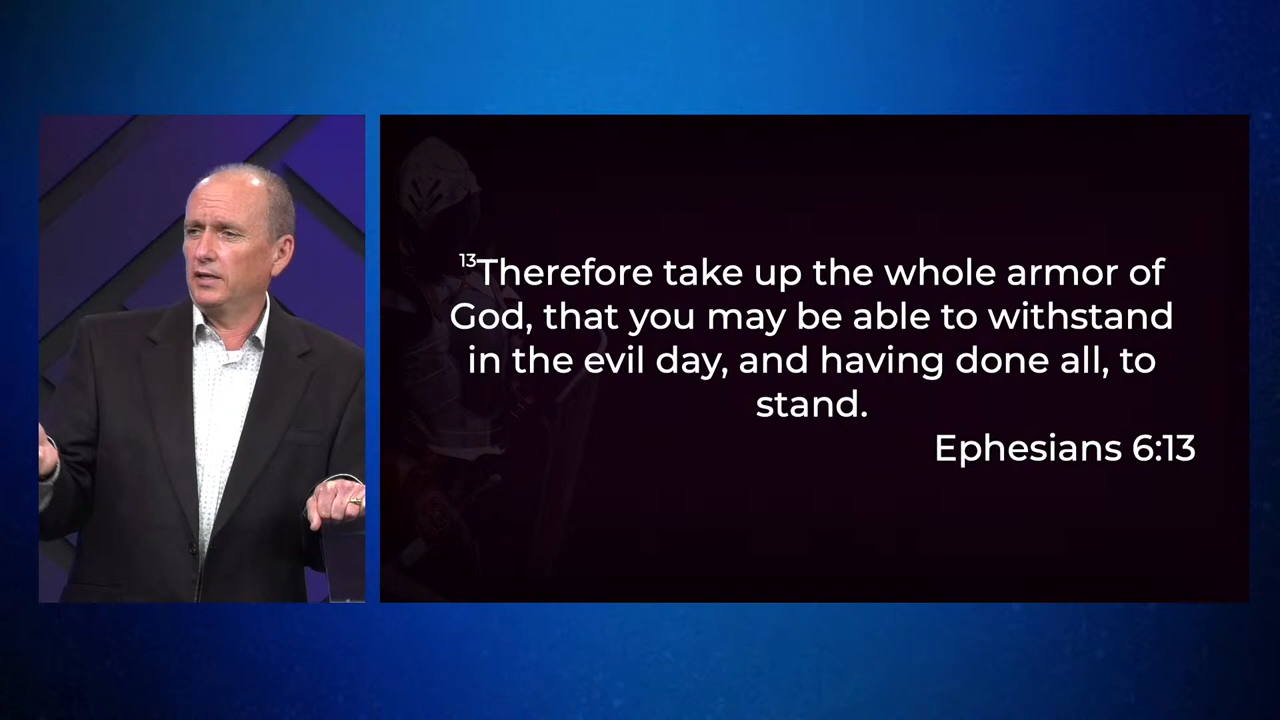 ¹³Therefore take up the whole armor of
God, that you may be able to withstand
in the evil day, and having done all, to
stand.
Ephesians 6:13